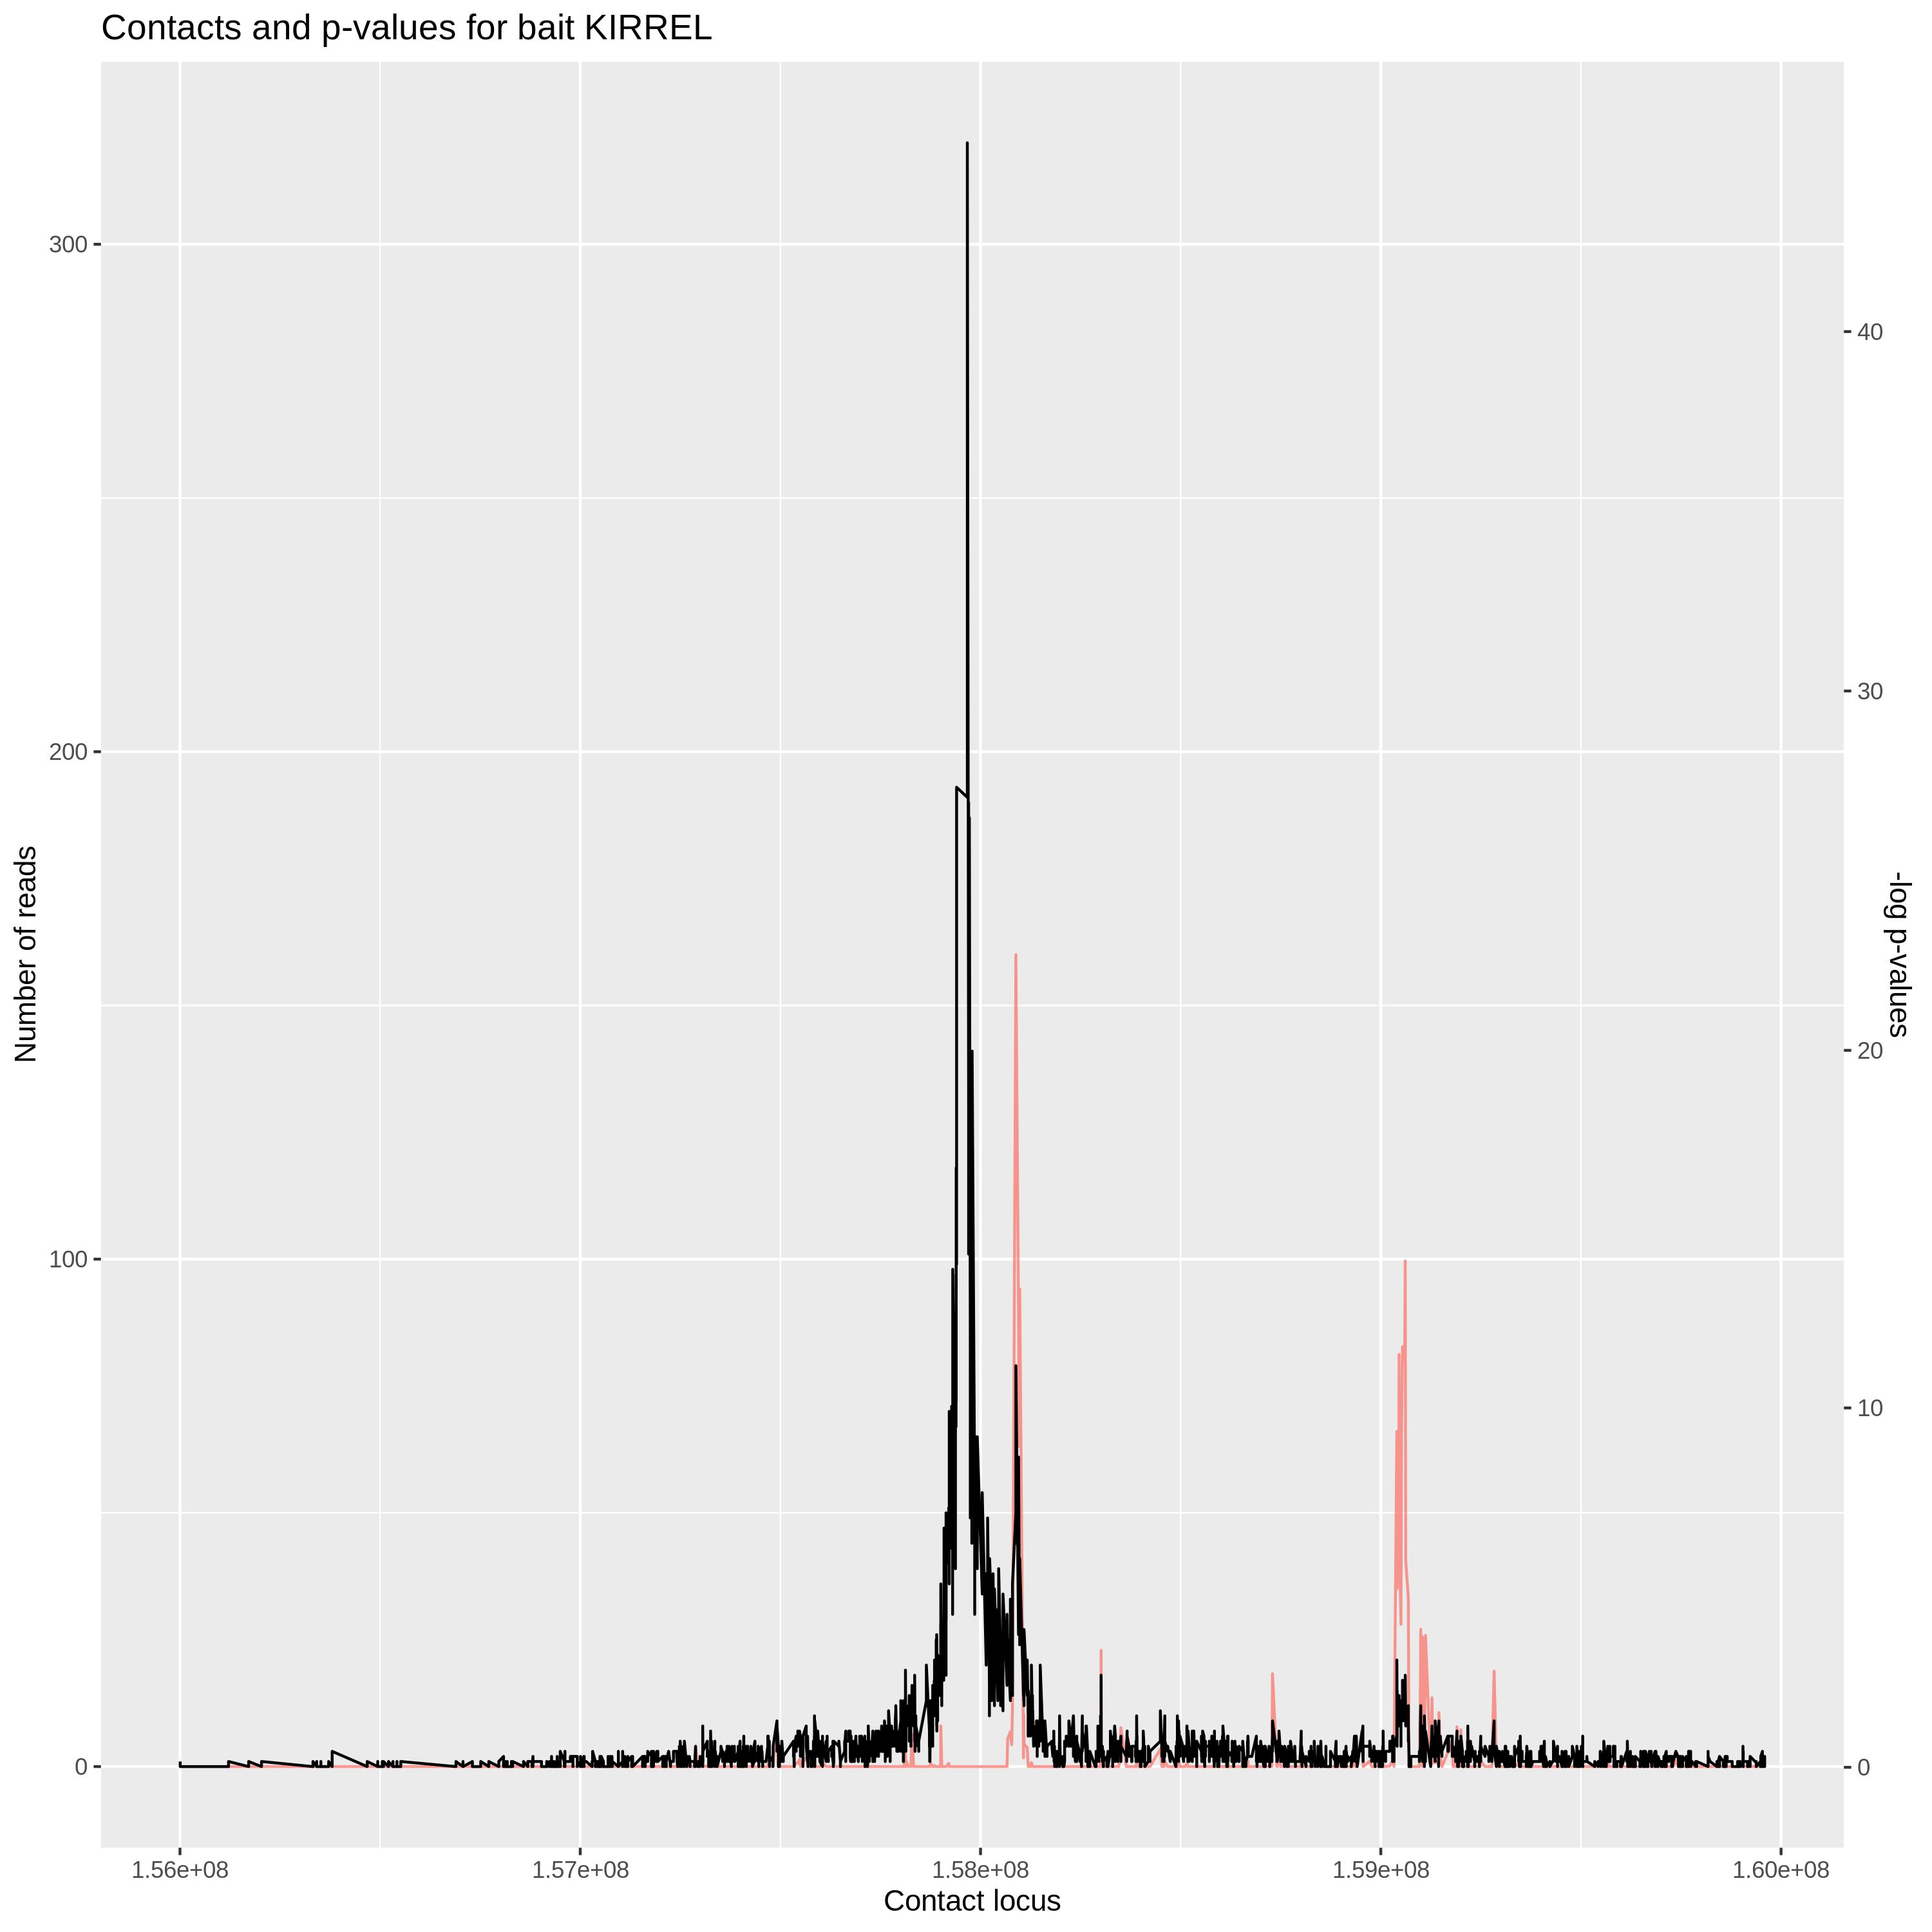 Contacts and p-values for bait KIRREL
300
200
100
0
Number of reads
40
30
20
10
0
-log p-values
1.56e+08
1.57e+08
1.58e+08
1.59e+08
1.60e+08
Contact locus